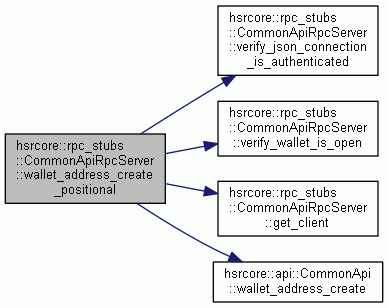 hsrcore::rpc_stubs
::CommonApiRpcServer
::verify_json_connection
_is_authenticated
hsrcore::rpc_stubs
::CommonApiRpcServer
::verify_wallet_is_open
hsrcore::rpc_stubs
::CommonApiRpcServer
::wallet_address_create
_positional
hsrcore::rpc_stubs
::CommonApiRpcServer
::get_client
hsrcore::api::CommonApi
::wallet_address_create